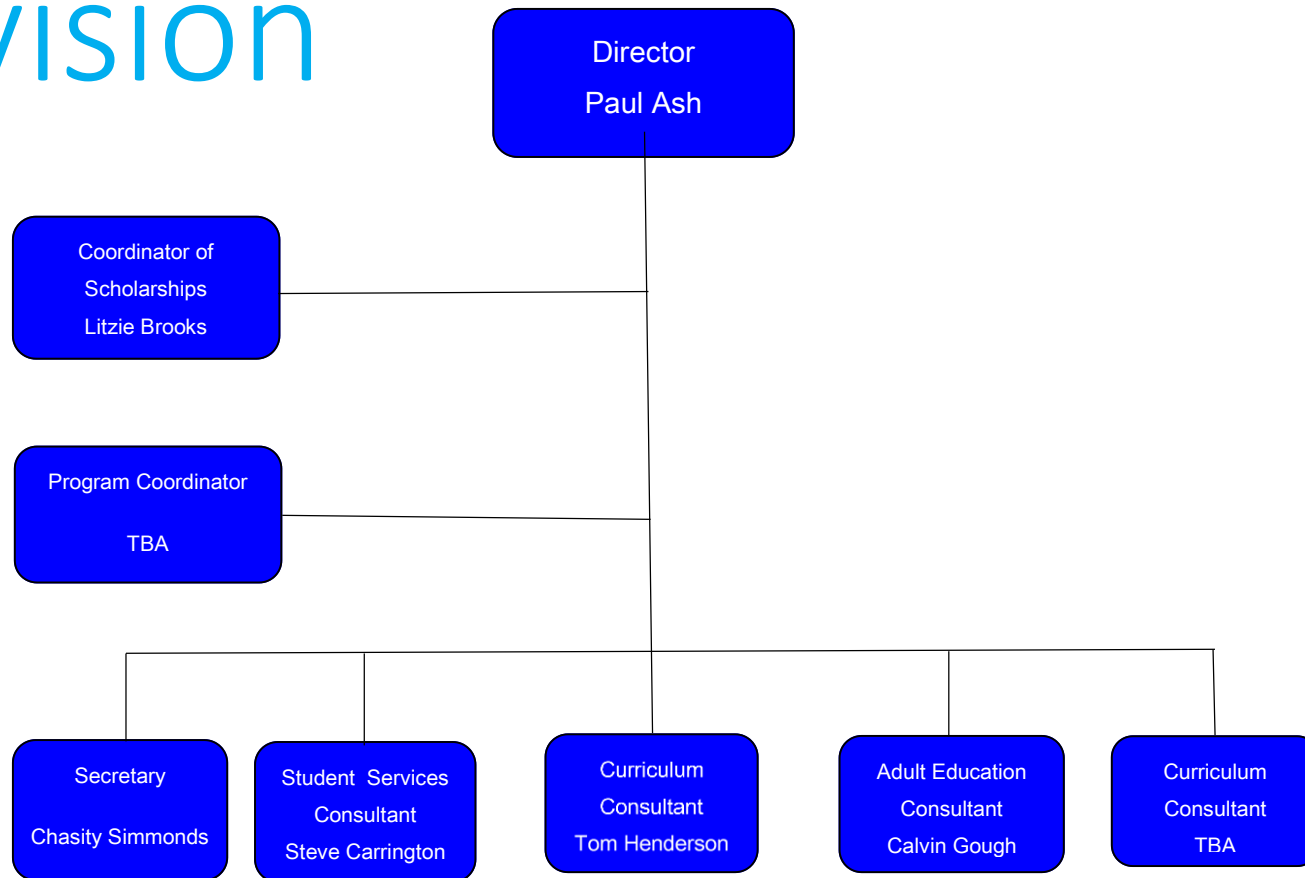 vision
Director
Paul Ash
Coordinator of
Scholarships
Litzie Brooks
Program Coordinator
TBA
Secretary
Chasity Simmonds
Student Services
Consultant
Steve Carrington
Curriculum
Consultant
Tom Henderson
Adult Education
Consultant
Calvin Gough
Curriculum
Consultant
TBA